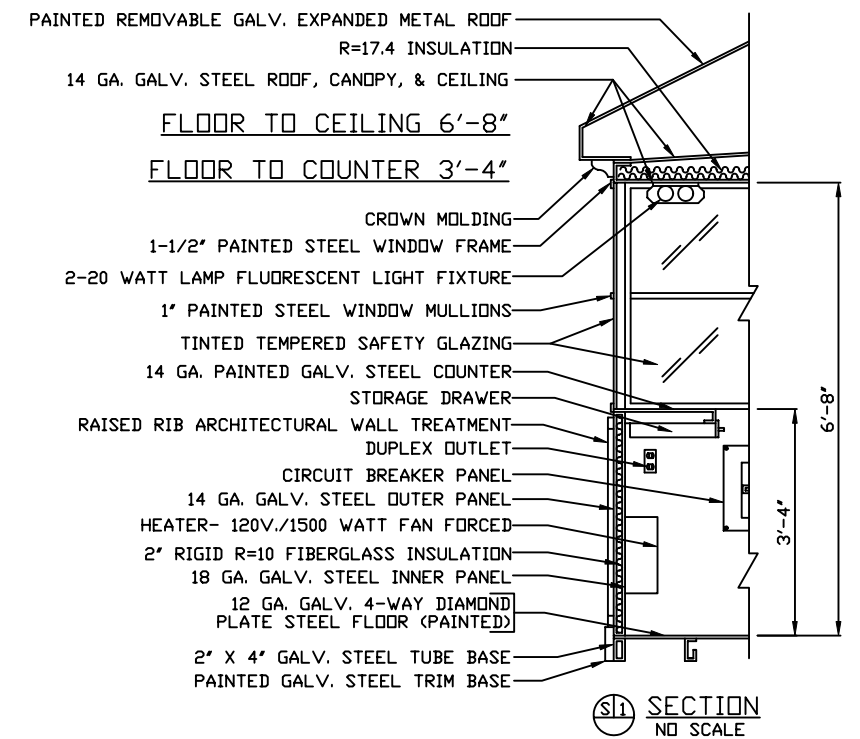 PAINTED REMOVABLE GALV. EXPANDED METAL ROOF
R=17.4 INSULATION
14 GA. GALV. STEEL ROOF, CANOPY, & CEILING
FLOOR TO CEILING 6'-8"
FLOOR TO COUNTER 3'-4"
CROWN MOLDING
1-1/2" PAINTED STEEL WINDOW FRAME
2-20 WATT LAMP FLUORESCENT LIGHT FIXTURE
1" PAINTED STEEL WINDOW MULLIONS
TINTED TEMPERED SAFETY GLAZING
14 GA. PAINTED GALV. STEEL COUNTER
STORAGE DRAWER
RAISED RIB ARCHITECTURAL WALL TREATMENT
DUPLEX OUTLET
CIRCUIT BREAKER PANEL
14 GA. GALV. STEEL OUTER PANEL
HEATER- 120V./1500 WATT FAN FORCED
2" RIGID R=10 FIBERGLASS INSULATION
18 GA. GALV. STEEL INNER PANEL
12 GA. GALV. 4-WAY DIAMOND
PLATE STEEL FLOOR (PAINTED)
2" X 4" GALV. STEEL TUBE BASE
PAINTED GALV. STEEL TRIM BASE
6'-8"
3'-4"
S 1
SECTION
NO SCALE